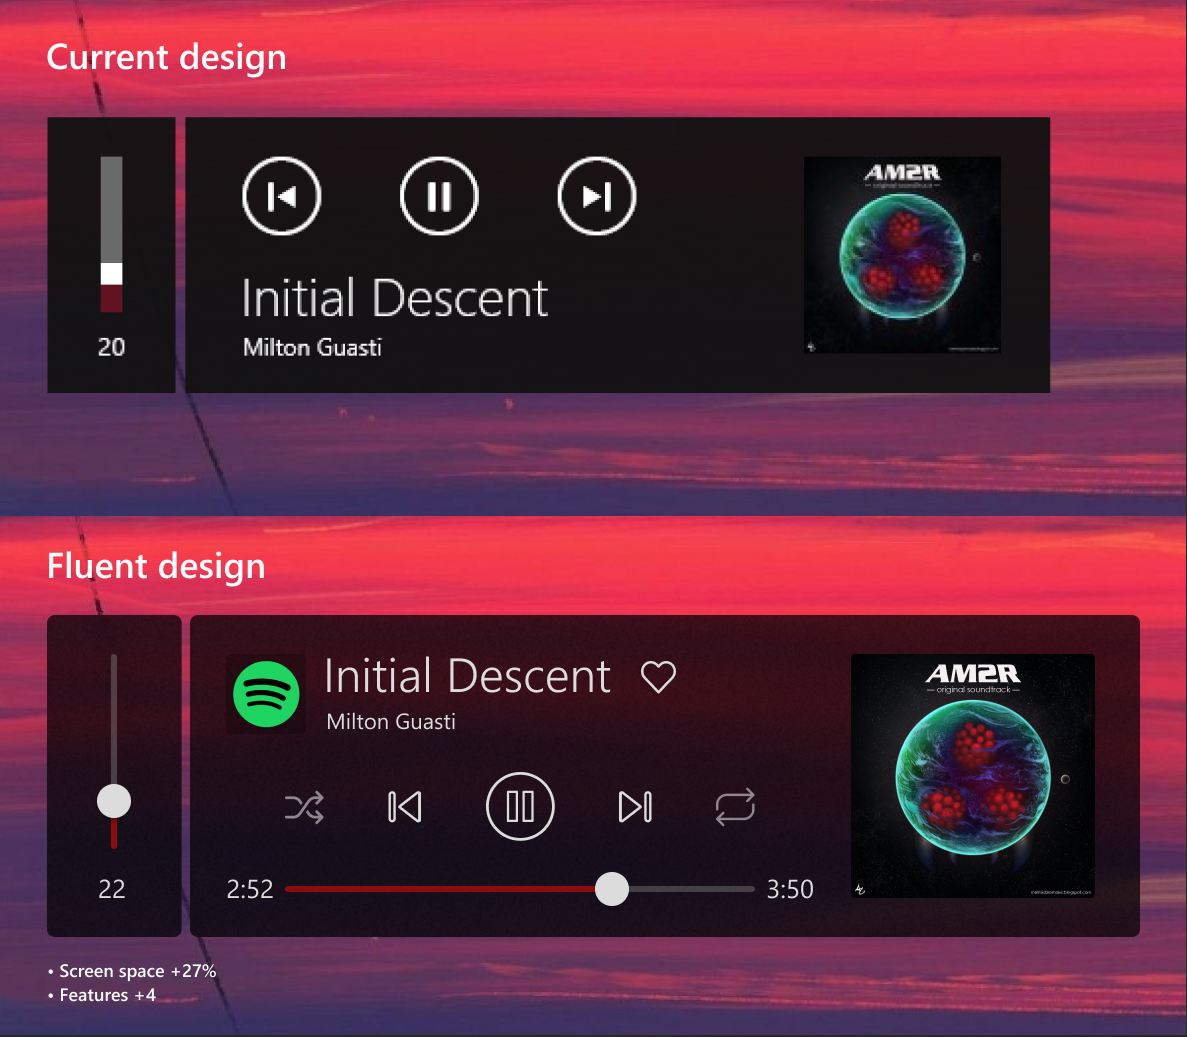 Current design
20
Initial Descent
Milton Guasti
AM2R
original soundtrack
Fluent design
Initial Descent
Milton Guasti
2:52
3:50
22
AM2R
— original soundtrack —
• Screen space +27%
• Features +4